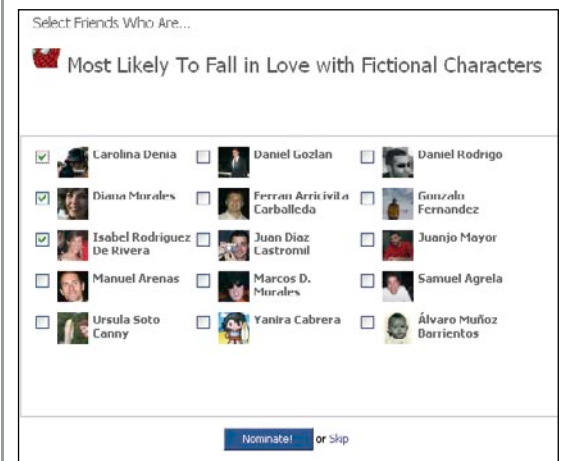 Select Friends Who Are...
Most Likely To Fall in Love with Fictional Characters
Carolina Denia
Daniel Gozlan
Daniel Rodrigo
Diana Morales
Ferran Arricivita
Carballeda
Gonzalo
Fernandez
Isabel Rodriguez
De Rivera
Juan Diaz
Castromil
Juanjo Mayor
Manuel Arenas
Marcos D.
Morales
Samuel Agrela
Ursula Soto
Canny
Yanira Cabrera
Álvaro Muñoz
Barrientos
Nominate! or Skip